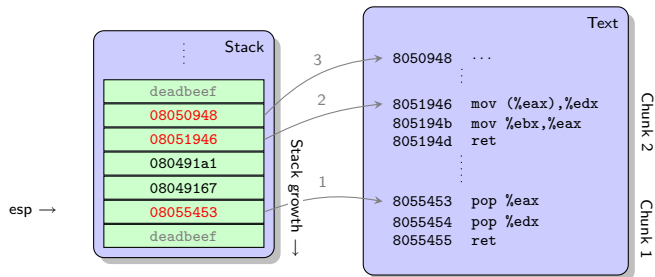 Stack
deadbeef
08050948
08051946
080491a1
08049167
08055453
deadbeef
esp →
Stack growth →
3
2
1
Text
8050948 ...
8051946 mov (%eax),%edx
805194b mov %ebx,%eax
805194d ret
8055453 pop %eax
8055454 pop %edx
8055455 ret
Chunk 2
Chunk 1